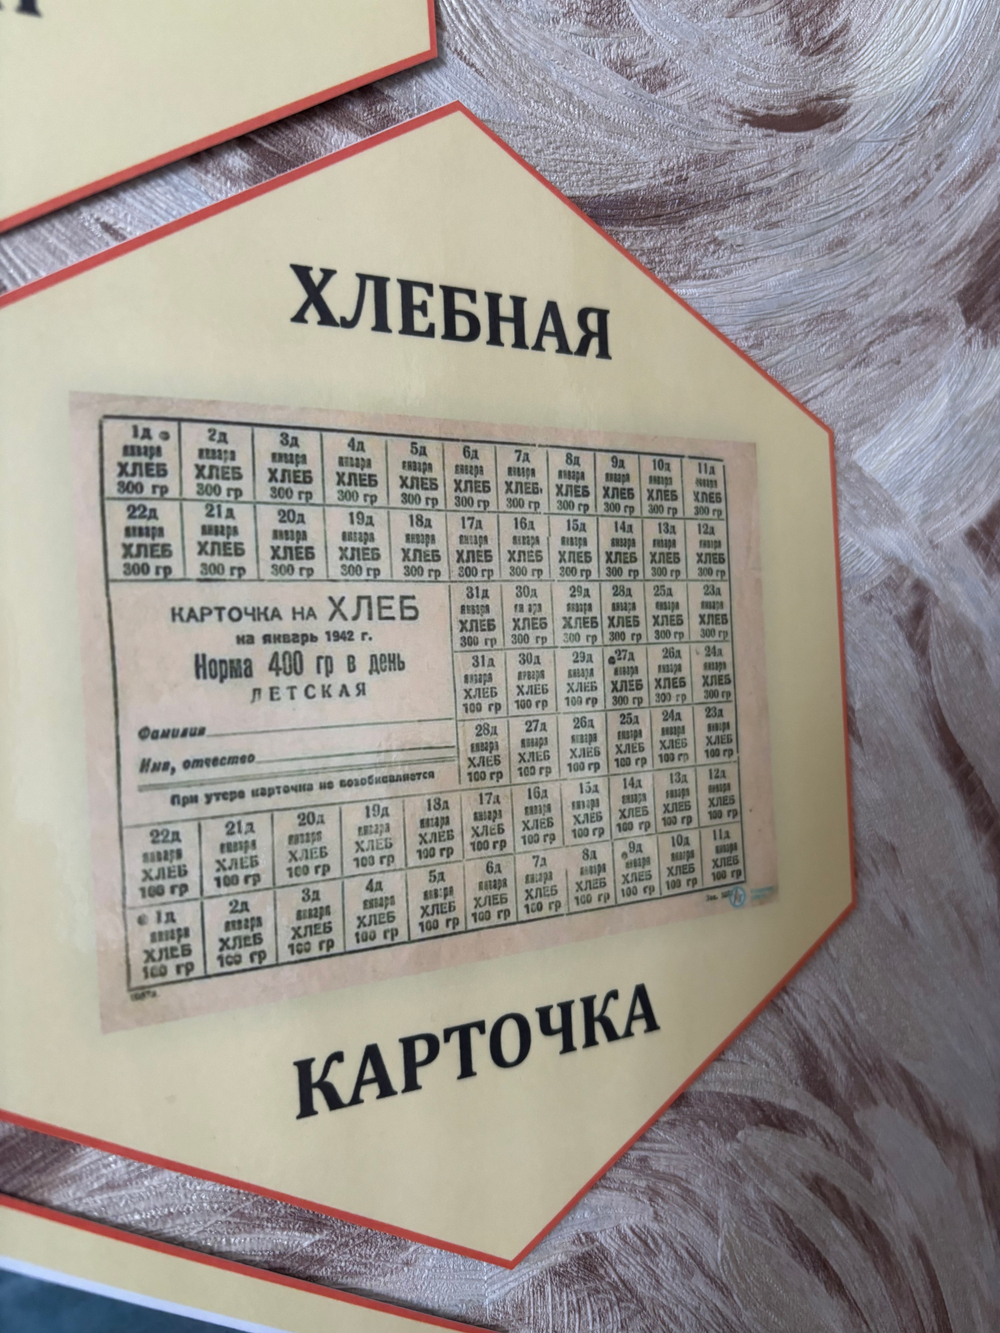 ХЛЕБНАЯ
1д 2д 3д 4д 5д 6д 7д 8д 9д 10д 11д
января января января января января января января января января января января
ХЛЕБ ХЛЕБ ХЛЕБ ХЛЕБ ХЛЕБ ХЛЕБ ХЛЕБ ХЛЕБ ХЛЕБ ХЛЕБ ХЛЕБ
300 гр 300 гр 300 гр 300 гр 300 гр 300 гр 300 гр 300 гр 300 гр 300 гр 300 гр
22д 21д 20д 19д 18д 17д 16д 15д 14д 13д 12д
января января января января января января января января января января января
ХЛЕБ ХЛЕБ ХЛЕБ ХЛЕБ ХЛЕБ ХЛЕБ ХЛЕБ ХЛЕБ ХЛЕБ ХЛЕБ ХЛЕБ
300 гр 300 гр 300 гр 300 гр 300 гр 300 гр 300 гр 300 гр 300 гр 300 гр 300 гр
КАРТОЧКА НА ХЛЕБ
на январь 1942 г.
Норма 400 гр в день
ДЕТСКАЯ
Фамилия
Имя, отчество
При утере карточка не возобновляется
31д 30д 29д 28д 25д 23д
января января января января января января
ХЛЕБ ХЛЕБ ХЛЕБ ХЛЕБ ХЛЕБ ХЛЕБ
300 гр 300 гр 300 гр 300 гр 300 гр 300 гр
31д 30д 29д 27д 26д 24д
января января января января января января
ХЛЕБ ХЛЕБ ХЛЕБ ХЛЕБ ХЛЕБ ХЛЕБ
100 гр 100 гр 100 гр 300 гр 300 гр 300 гр
28д 27д 26д 25д 24д 23д
января января января января января января
ХЛЕБ ХЛЕБ ХЛЕБ ХЛЕБ ХЛЕБ ХЛЕБ
100 гр 100 гр 100 гр 100 гр 100 гр 100 гр
22д 21д 20д 19д 18д 17д 16д 15д 14д 13д 12д
января января января января января января января января января января января
ХЛЕБ ХЛЕБ ХЛЕБ ХЛЕБ ХЛЕБ ХЛЕБ ХЛЕБ ХЛЕБ ХЛЕБ ХЛЕБ ХЛЕБ
100 гр 100 гр 100 гр 100 гр 100 гр 100 гр 100 гр 100 гр 100 гр 100 гр 100 гр
1д 2д 3д 4д 5д 6д 7д 8д 9д 10д 11д
января января января января января января января января января января января
ХЛЕБ ХЛЕБ ХЛЕБ ХЛЕБ ХЛЕБ ХЛЕБ ХЛЕБ ХЛЕБ ХЛЕБ ХЛЕБ ХЛЕБ
100 гр 100 гр 100 гр 100 гр 100 гр 100 гр 100 гр 100 гр 100 гр 100 гр 100 гр
КАРТОЧКА